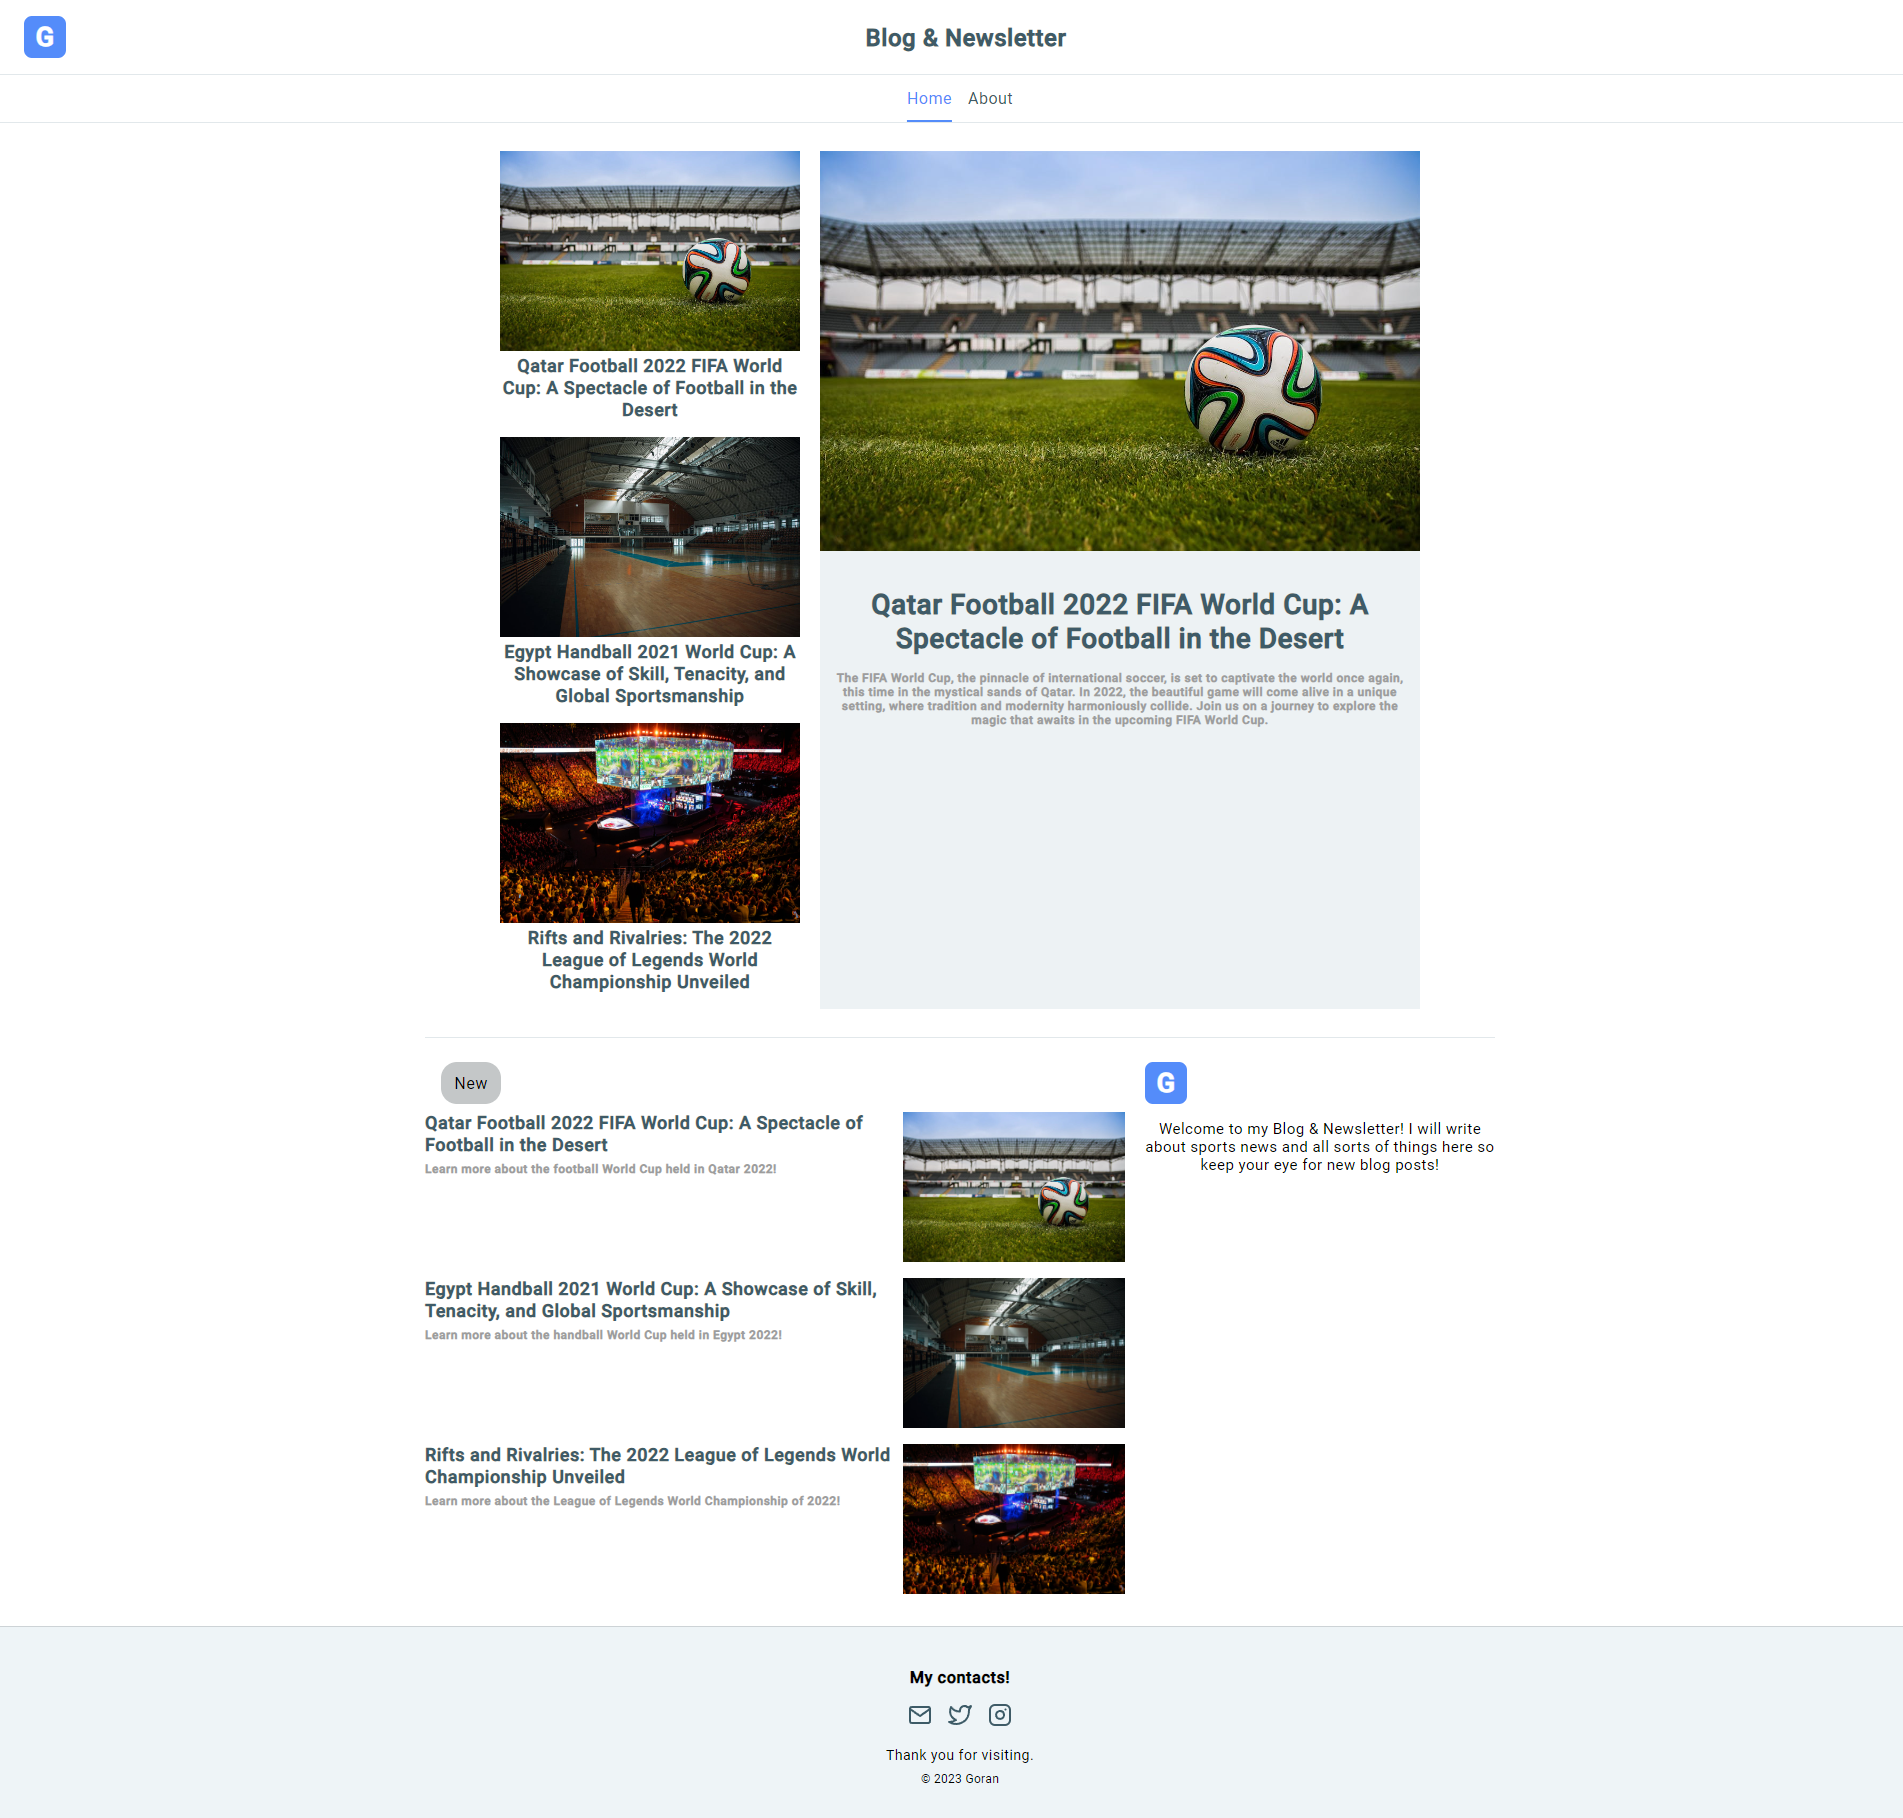 G
Blog & Newsletter
Home About
Qatar Football 2022 FIFA World
Cup: A Spectacle of Football in the
Desert
Egypt Handball 2021 World Cup: A
Showcase of Skill, Tenacity, and
Global Sportsmanship
Rifts and Rivalries: The 2022
League of Legends World
Championship Unveiled
Qatar Football 2022 FIFA World Cup: A
Spectacle of Football in the Desert
The FIFA World Cup, the pinnacle of international soccer, is set to captivate the world once again,
this time in the mystical sands of Qatar. In 2022, the beautiful game will come alive in a unique
setting, where tradition and modernity harmoniously collide. Join us on a journey to explore the
magic that awaits in the upcoming FIFA World Cup.
New
Qatar Football 2022 FIFA World Cup: A Spectacle of
Football in the Desert
Learn more about the football World Cup held in Qatar 2022!
Egypt Handball 2021 World Cup: A Showcase of Skill,
Tenacity, and Global Sportsmanship
Learn more about the handball World Cup held in Egypt 2022!
Rifts and Rivalries: The 2022 League of Legends World
Championship Unveiled
Learn more about the League of Legends World Championship of 2022!
G
Welcome to my Blog & Newsletter! I will write
about sports news and all sorts of things here so
keep your eye for new blog posts!
My contacts!
Thank you for visiting.
© 2023 Goran